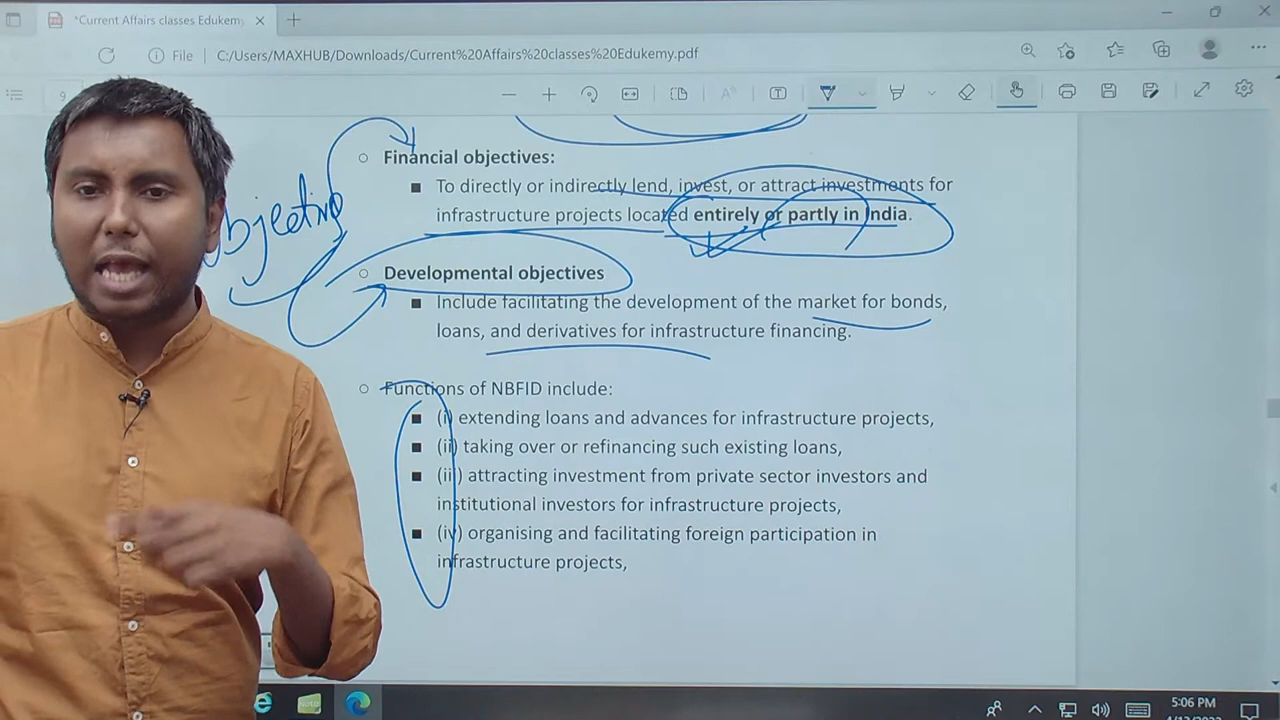 *Current Affairs classes Edukem
File C:/Users/MAXHUB/Downloads/Current%20Affairs%20classes%20Edukemy.pdf
9
Financial objectives:
To directly or indirectly lend, invest, or attract investments for
infrastructure projects located entirely or partly in India.
Objective
Developmental objectives
Include facilitating the development of the market for bonds,
loans, and derivatives for infrastructure financing.
Functions of NBFID include:
(i) extending loans and advances for infrastructure projects,
(ii) taking over or refinancing such existing loans,
(iii) attracting investment from private sector investors and
institutional investors for infrastructure projects,
(iv) organising and facilitating foreign participation in
infrastructure projects,
5:06 PM